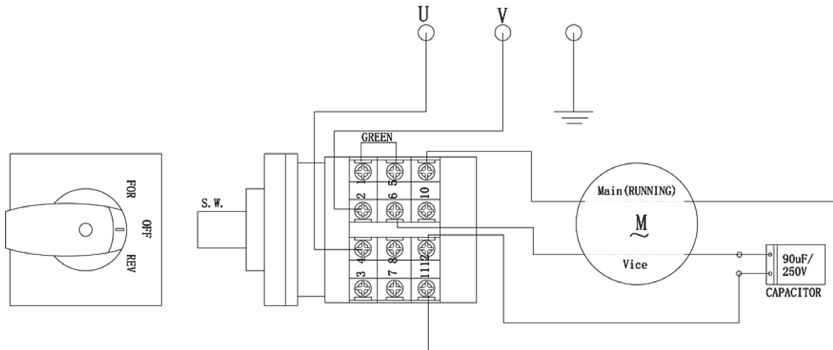 U
V
GREEN
1
5
10
2
6
S.W.
4
8
12
3
7
11
FOR
OFF
REV
Main(RUNNING)
M
~
Vice
90uF/
250V
CAPACITOR